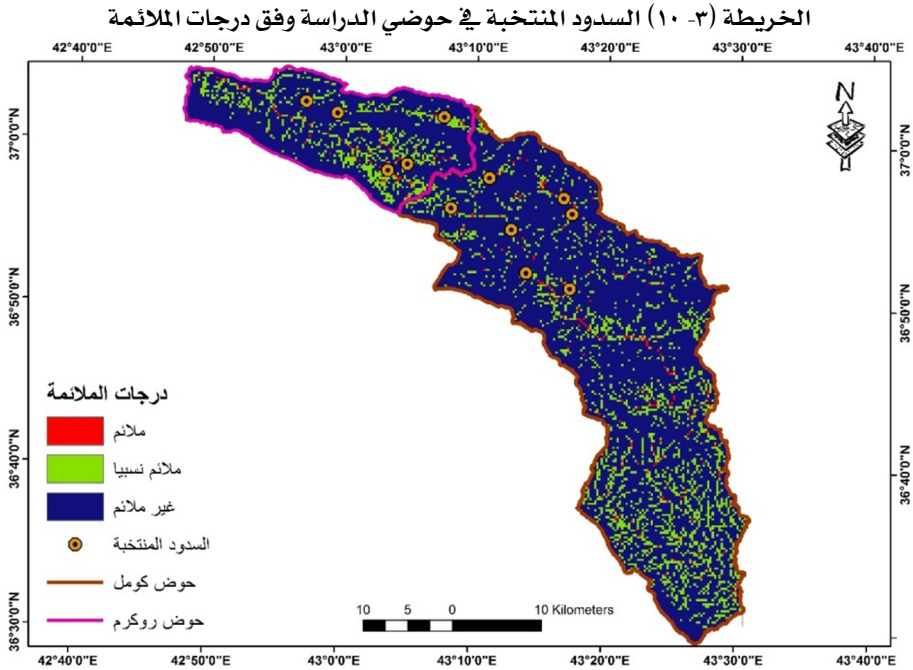 الخريطة (٣- ١٠) السدود المنتخبة في حوضي الدراسة وفق درجات الملائمة
42°40'0"E 42°50'0"E 43°0'0"E 43°10'0"E 43°20'0"E 43°30'0"E 43°40'0"E
N
37°0'0"N
37°0'0"N
36°50'0"N
36°50'0"N
36°40'0"N
36°40'0"N
36°30'0"N
درجات الملائمة
ملائم
ملائم نسبيا
غير ملائم
السدود المنتخبة
حوض كومل
حوض روكرم
10 5 0 10 Kilometers
42°40'0"E 42°50'0"E 43°0'0"E 43°10'0"E 43°20'0"E 43°30'0"E 43°40'0"E